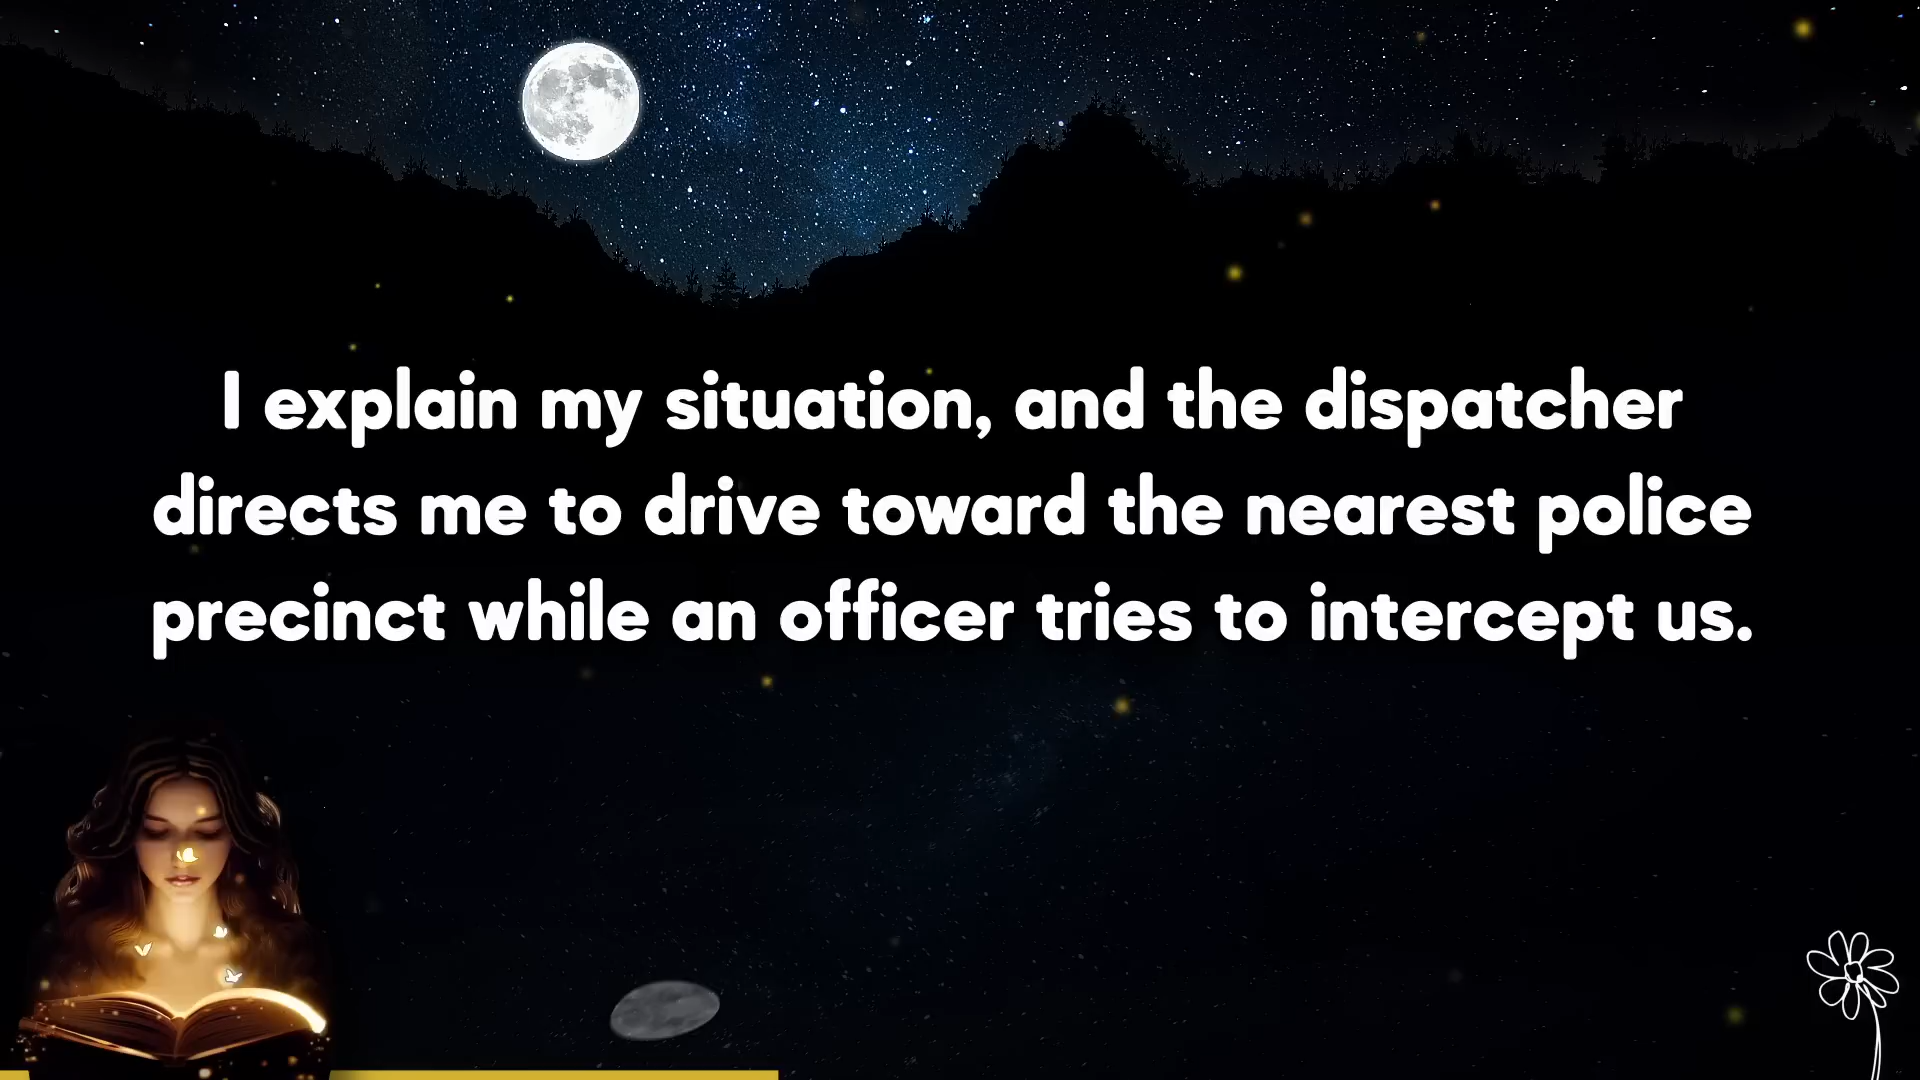 I explain my situation, and the dispatcher
directs me to drive toward the nearest police
precinct while an officer tries to intercept us.